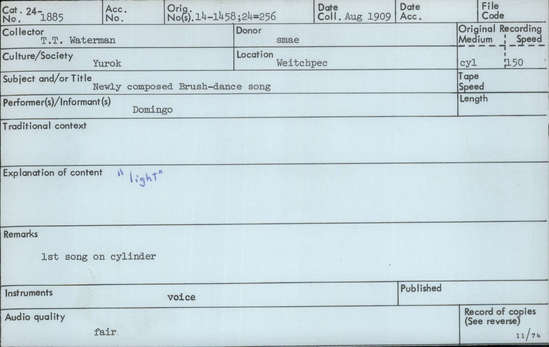 Cat. 24- Acc. Orig. Date Date File
No. 1885 No. No(s). 14-1458;24=256 Coll. Aug 1909 Acc. Code
Collector Donor Original Recording
T.T. Waterman smae Medium Speed
Culture/Society Location
Yurok Weitchpec cyl 150
Subject and/or Title Tape
Newly composed Brush-dance song Speed
Performer(s)/Informant(s) Length
Domingo
Traditional context
Explanation of content "light"
Remarks
1st song on cylinder
Instruments Published
voice
Audio quality Record of copies
(See reverse)
fair 11/76